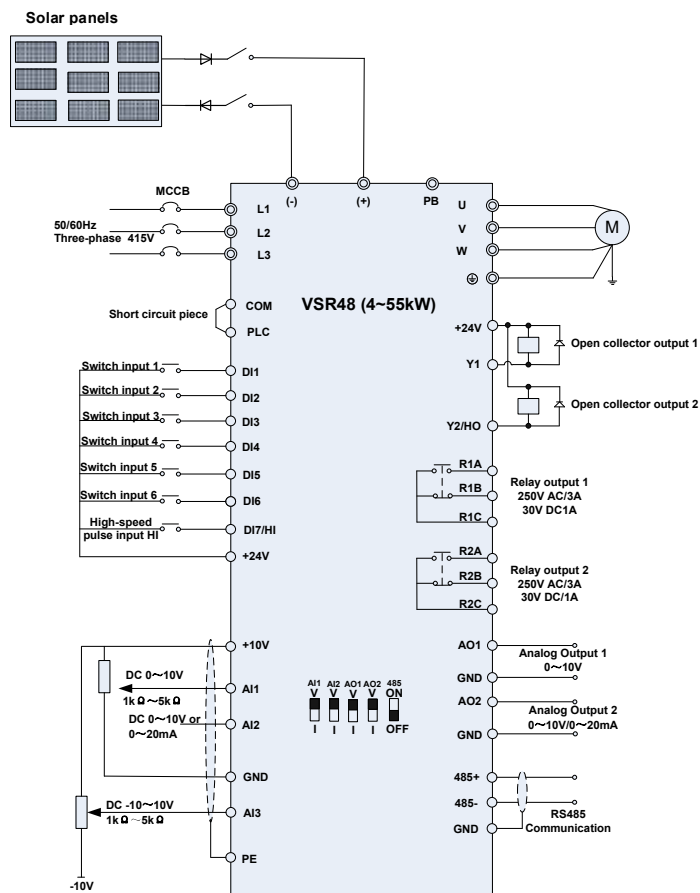 Solar panels
MCCB
50/60Hz
Three-phase 415V
L1
L2
L3
(-)
(+)
PB
U
V
W
M
Short circuit piece
COM
PLC
VSR48 (4~55kW)
+24V
Y1
Open collector output 1
Y2/HO
Open collector output 2
Switch input 1
DI1
Switch input 2
DI2
Switch input 3
DI3
Switch input 4
DI4
Switch input 5
DI5
Switch input 6
DI6
High-speed
pulse input HI
DI7/HI
+24V
R1A
R1B
R1C
Relay output 1
250V AC/3A
30V DC1A
R2A
R2B
R2C
Relay output 2
250V AC/3A
30V DC/1A
+10V
DC 0~10V
1kΩ~5kΩ
AI1
DC 0~10V or
0~20mA
AI2
GND
DC -10~10V
1kΩ~5kΩ
AI3
PE
-10V
AI1 AI2 AO1 AO2 485
V V V V ON
I I I I OFF
AO1
Analog Output 1
0~10V
GND
AO2
Analog Output 2
0~10V/0~20mA
GND
485+
485-
GND
RS485
Communication